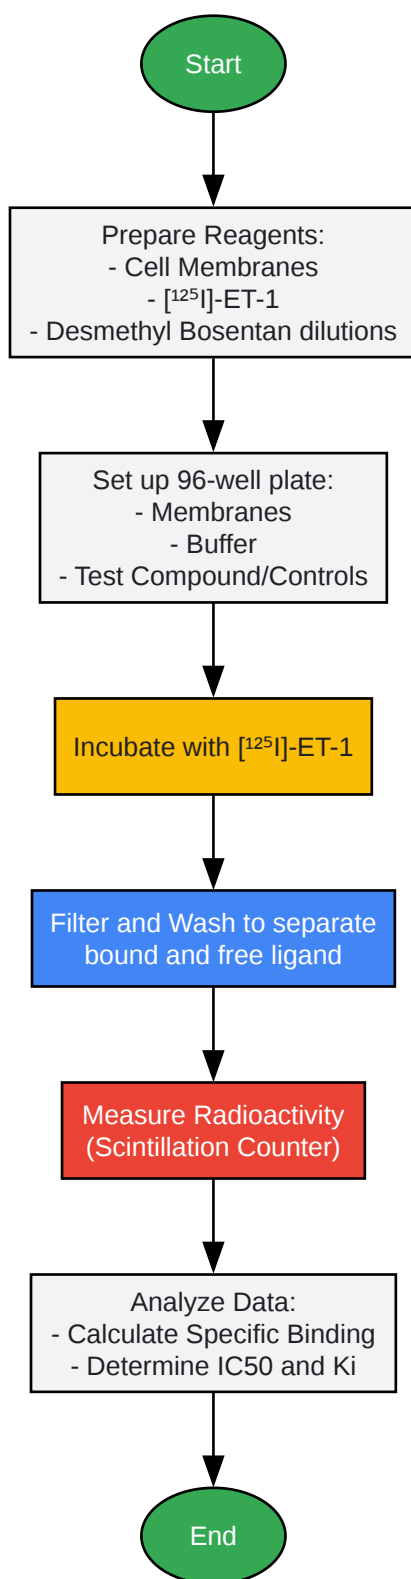 Start
Prepare Reagents:
- Cell Membranes
- [¹²⁵I]-ET-1
- Desmethyl Bosentan dilutions
Set up 96-well plate:
- Membranes
- Buffer
- Test Compound/Controls
Incubate with [¹²⁵I]-ET-1
Filter and Wash to separate
bound and free ligand
Measure Radioactivity
(Scintillation Counter)
Analyze Data:
- Calculate Specific Binding
- Determine IC50 and Ki
End